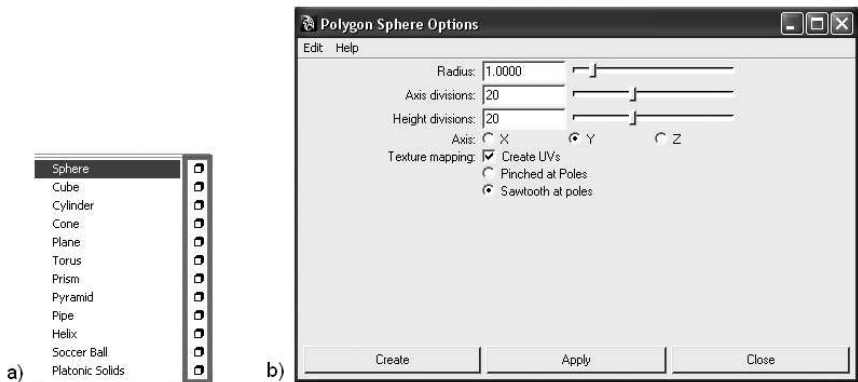 Polygon Sphere Options
Edit Help
Radius: 1.0000
Axis divisions: 20
Height divisions: 20
Axis: X Y Z
Texture mapping: Create UVs
Pinched at Poles
Sawtooth at poles
Create Apply Close
b)
Sphere
Cube
Cylinder
Cone
Plane
Torus
Prism
Pyramid
Pipe
Helix
Soccer Ball
Platonic Solids
a)